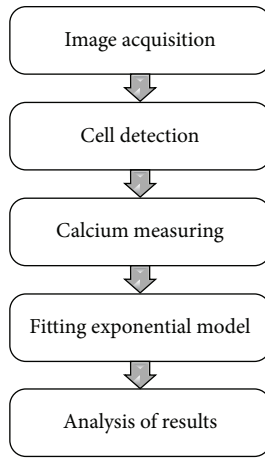 Image acquisition
Cell detection
Calcium measuring
Fitting exponential model
Analysis of results